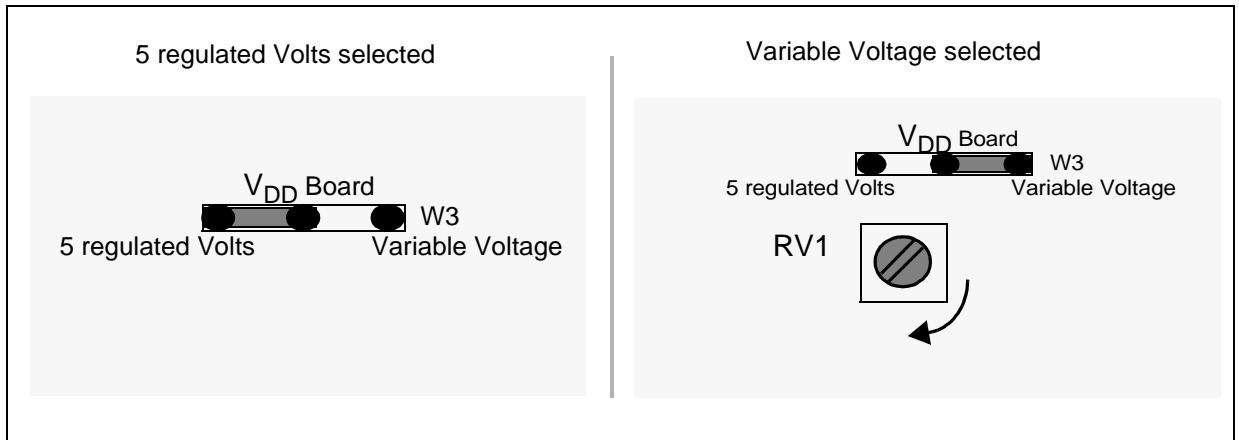 5 regulated Volts selected
VDD Board
W3
5 regulated Volts
Variable Voltage
Variable Voltage selected
VDD Board
W3
5 regulated Volts
Variable Voltage
RV1